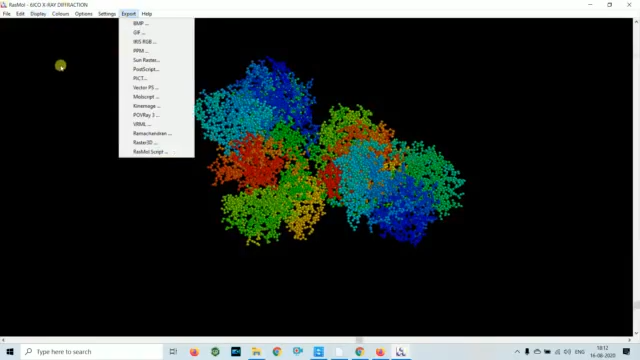 RasMol - 6ICO X-RAY DIFFRACTION
File Edit Display Colours Options Settings Export Help
BMP ...
GIF ...
IRIS RGB ...
PPM ...
Sun Raster...
PostScript...
PICT...
Vector PS ...
Molscript ...
Kinemage ...
POVRay 3 ...
VRML ...
Ramachandran ...
Raster3D ...
RasMol Script ...
Type here to search
ENG
18:12
16-08-2020